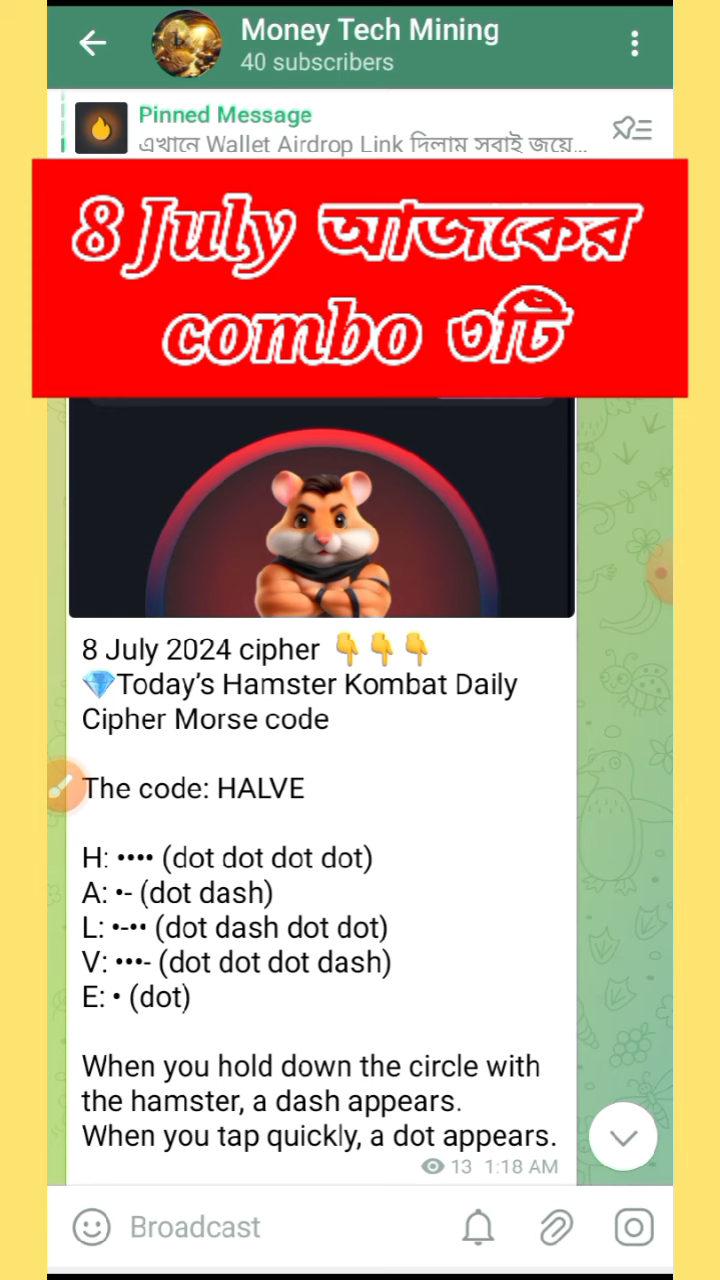 Money Tech Mining
40 subscribers
Pinned Message
এখানে Wallet Airdrop Link দিলাম সবাই জয়ে...
8 July আজকের
combo ৩টি
8 July 2024 cipher 👇👇👇
💎Today's Hamster Kombat Daily
Cipher Morse code
The code: HALVE
H: •••• (dot dot dot dot)
A: •- (dot dash)
L: •-•• (dot dash dot dot)
V: •••- (dot dot dot dash)
E: • (dot)
When you hold down the circle with
the hamster, a dash appears.
When you tap quickly, a dot appears.
13 1:18 AM
Broadcast